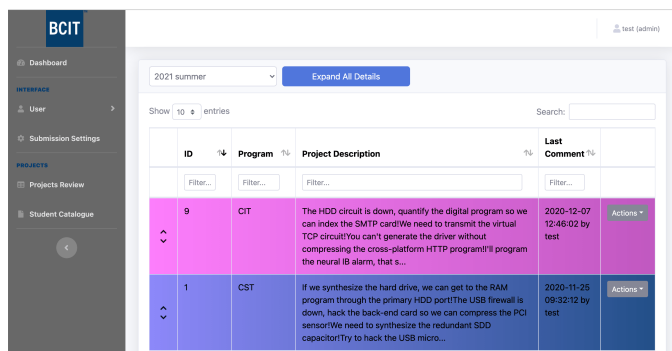 BCIT
test (admin)
Dashboard
2021 summer
Expand All Details
INTERFACE
User
Show 10 entries
Search:
Submission Settings
ID
Program
Project Description
Last
Comment
PROJECTS
Projects Review
Filter...
Filter...
Filter...
Filter...
Student Catalogue
9
CIT
The HDD circuit is down, quantify the digital program so we
can index the SMTP card!We need to transmit the virtual
TCP circuit!You can't generate the driver without
compressing the cross-platform HTTP program!I'll program
the neural IB alarm, that s...
2020-12-07
12:46:02 by
test
Actions
1
CST
If we synthesize the hard drive, we can get to the RAM
program through the primary HDD port!The USB firewall is
down, hack the back-end card so we can compress the PCI
sensor!We need to synthesize the redundant SDD
capacitor!Try to hack the USB micro...
2020-11-25
09:32:12 by
test
Actions